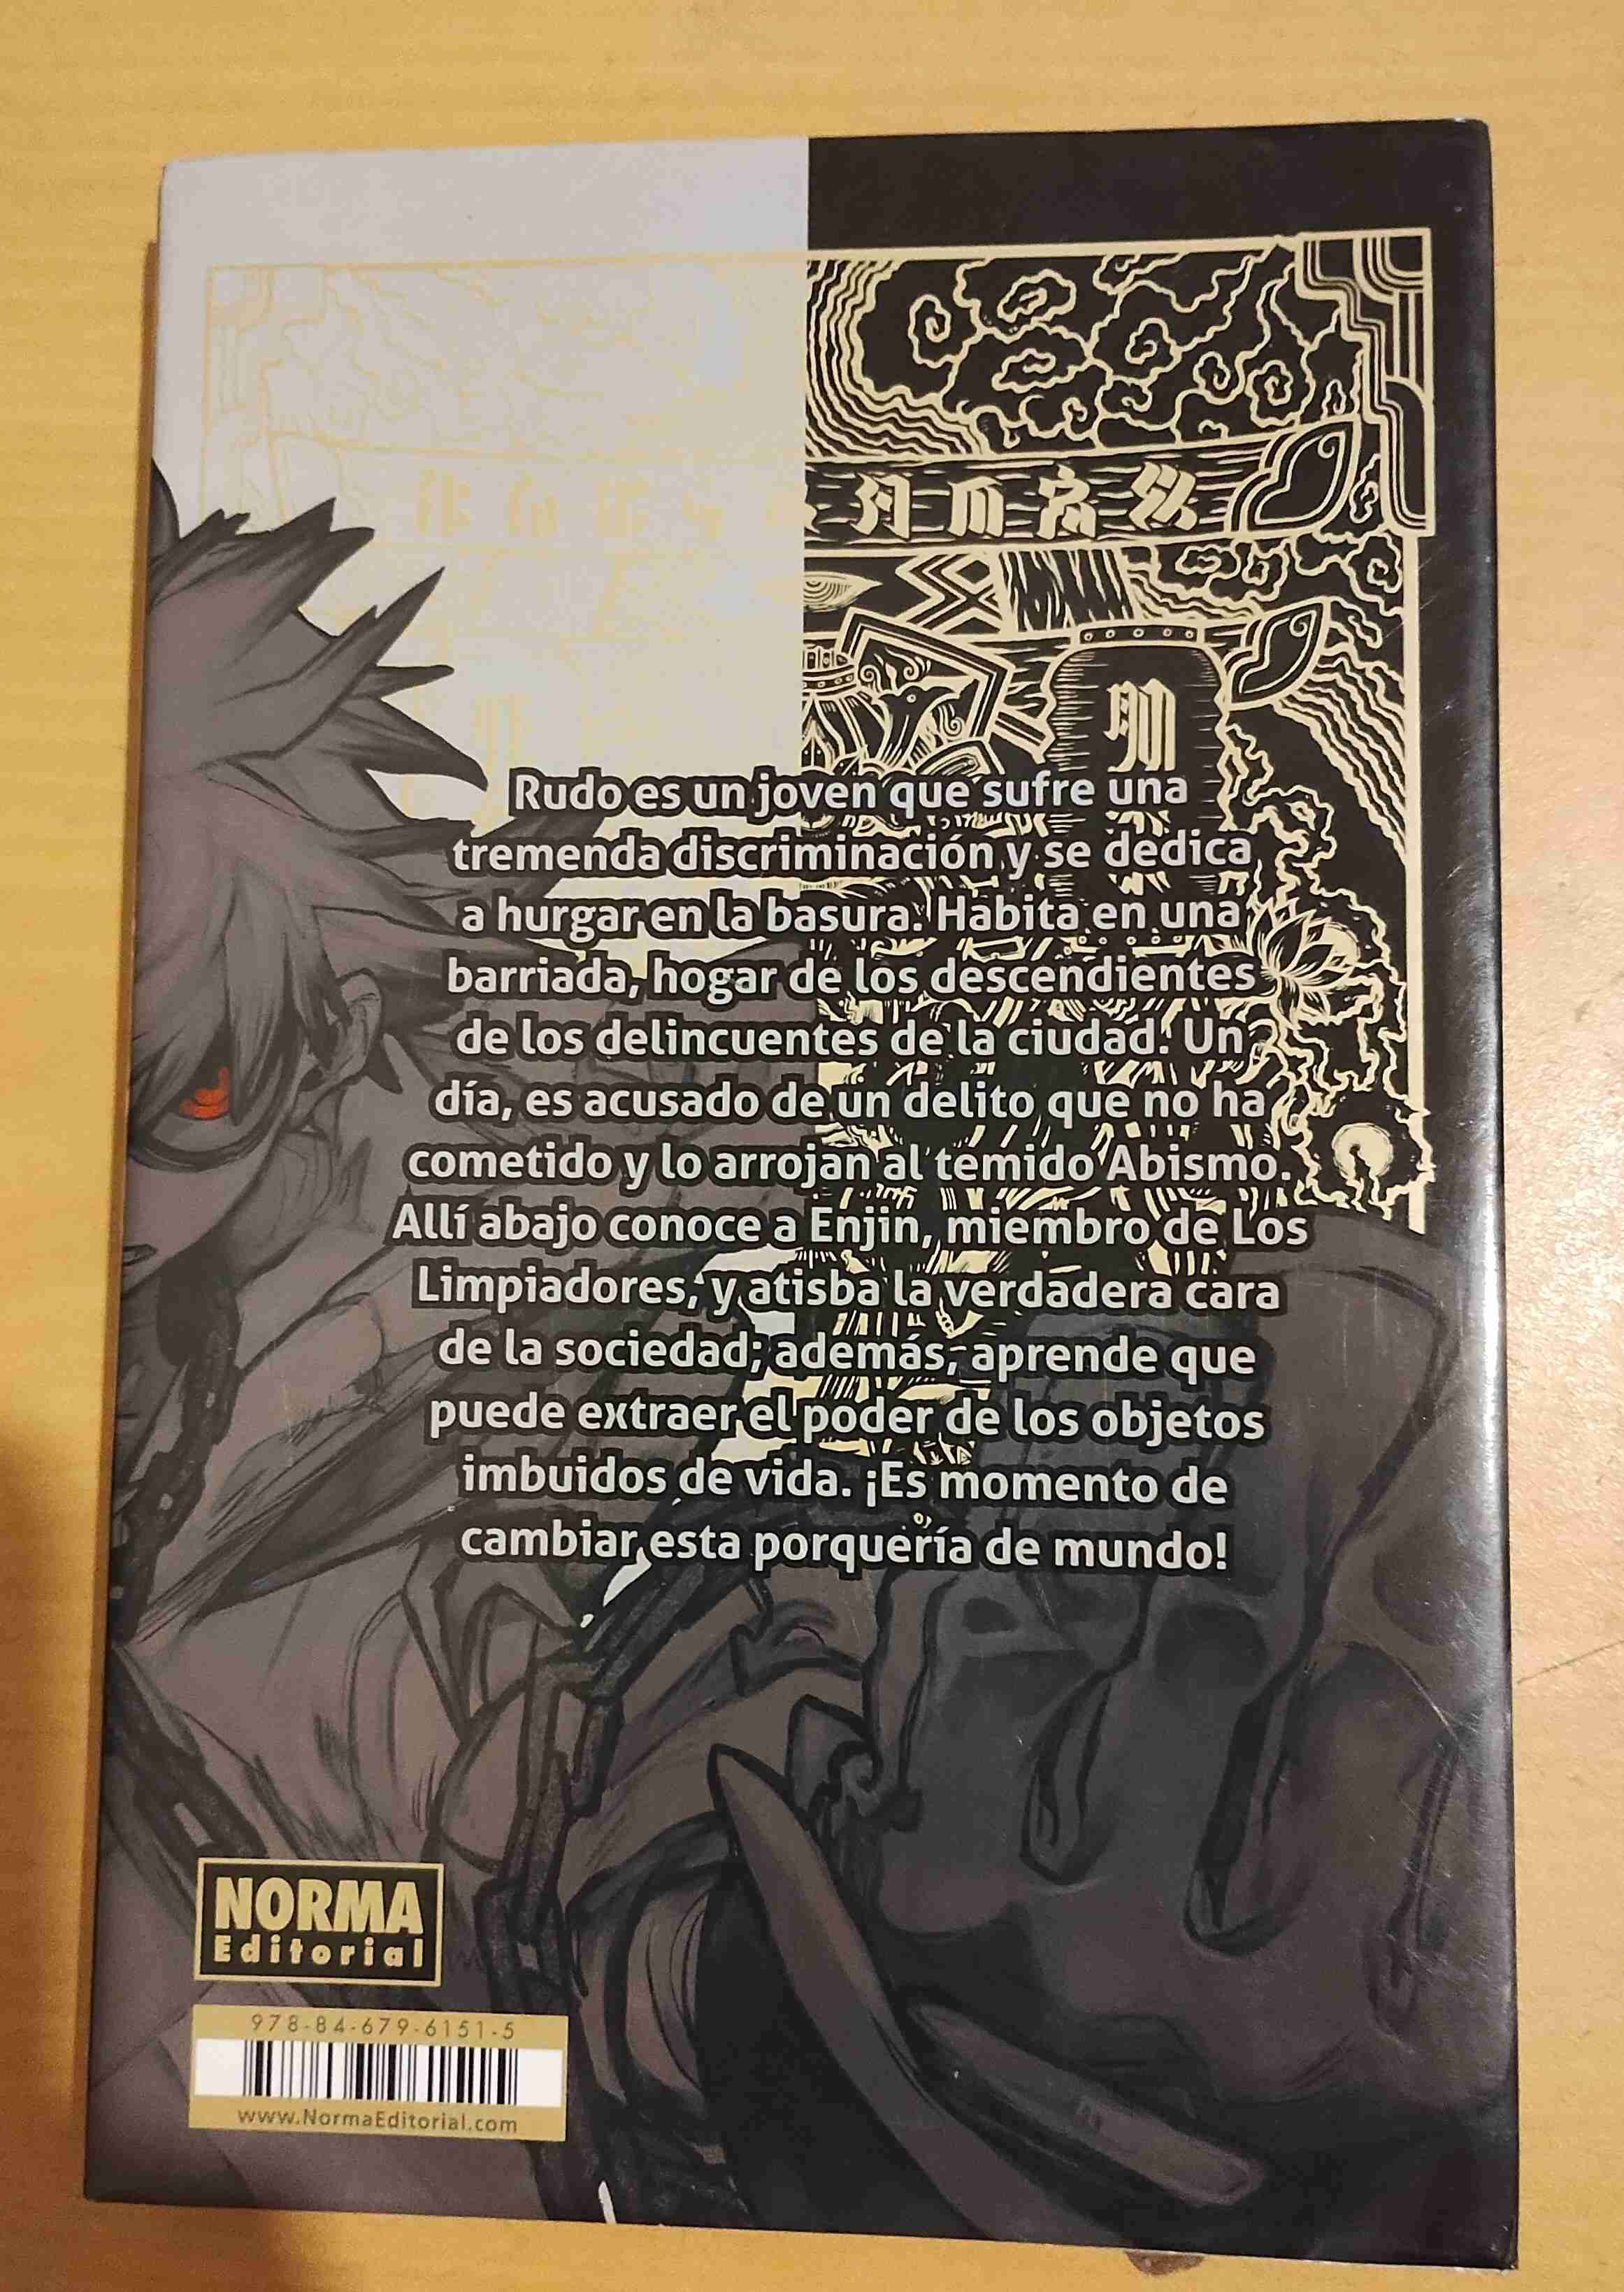 Rudo es un joven que sufre una
tremenda discriminación y se dedica
a hurgar en la basura. Habita en una
barriada, hogar de los descendientes
de los delincuentes de la ciudad. Un
día, es acusado de un delito que no ha
cometido y lo arrojan al temido Abismo.
Allí abajo conoce a Enjin, miembro de Los
Limpiadores, y atisba la verdadera cara
de la sociedad; además, aprende que
puede extraer el poder de los objetos
imbuidos de vida. ¡Es momento de
cambiar esta porquería de mundo!
NORMA
Editorial
978-84-679-6151-5
www.NormaEditorial.com